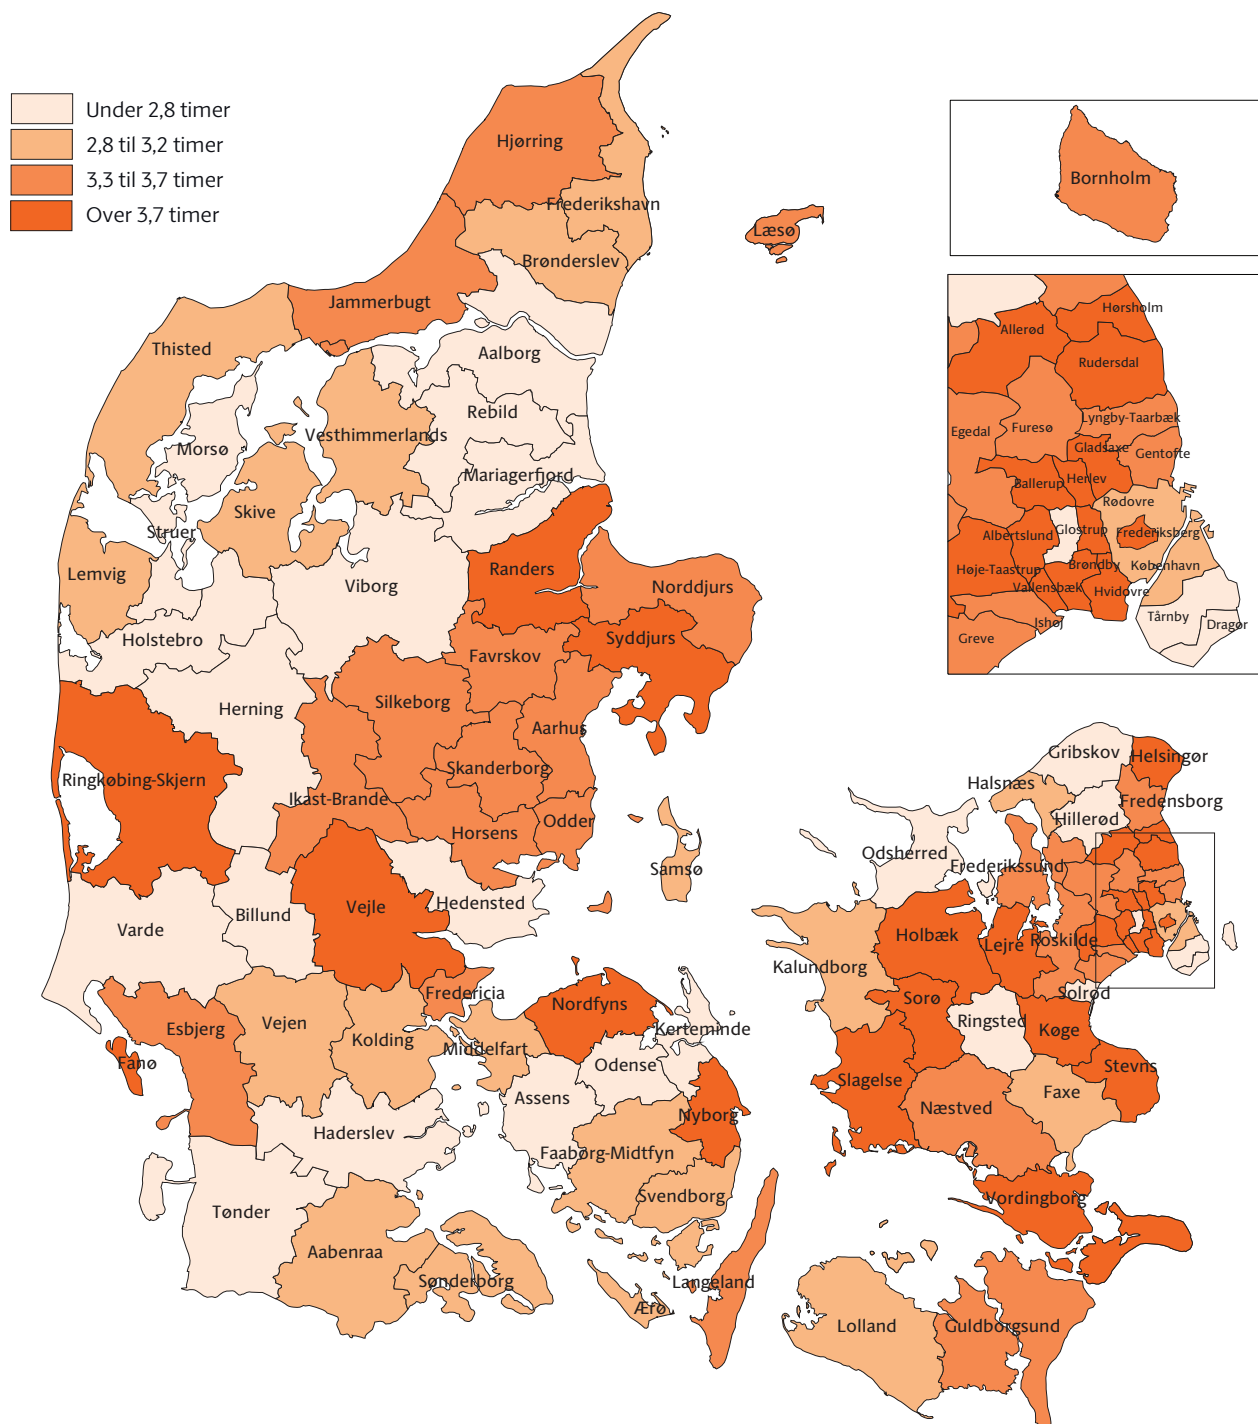 Under 2,8 timer
2,8 til 3,2 timer
3,3 til 3,7 timer
Over 3,7 timer
Hjørring
Frederikshavn
Læsø
Brønderslev
Jammerbugt
Thisted
Aalborg
Rebild
Vesthimmerlands
Morsø
Mariagerfjord
Skive
Struer
Lemvig
Viborg
Randers
Norddjurs
Holstebro
Syddjurs
Favrskov
Silkeborg
Herning
Aarhus
Skanderborg
Ringkøbing-Skjern
Ikast-Brande
Horsens
Odder
Samsø
Hedensted
Vejle
Billund
Varde
Fredericia
Nordfyns
Esbjerg
Vejen
Kolding
Middelfart
Kerteminde
Fanø
Odense
Assens
Nyborg
Haderslev
Faaborg-Midtfyn
Svendborg
Tønder
Aabenraa
Sønderborg
Langeland
Ærø
Bornholm
Hørsholm
Allerød
Rudersdal
Lyngby-Taarbæk
Furesø
Egedal
Gladsaxe
Gentofte
Ballerup
Herlev
Rødovre
Albertslund
Glostrup
Frederiksberg
Høje-Taastrup
Brøndby
København
Vallensbæk
Hvidovre
Ishøj
Tårnby
Dragør
Greve
Gribskov
Helsingør
Halsnæs
Fredensborg
Hillerød
Odsherred
Frederikssund
Holbæk
Lejre
Roskilde
Kalundborg
Solrød
Sorø
Ringsted
Køge
Stevns
Slagelse
Faxe
Næstved
Vordingborg
Lolland
Guldborgsund